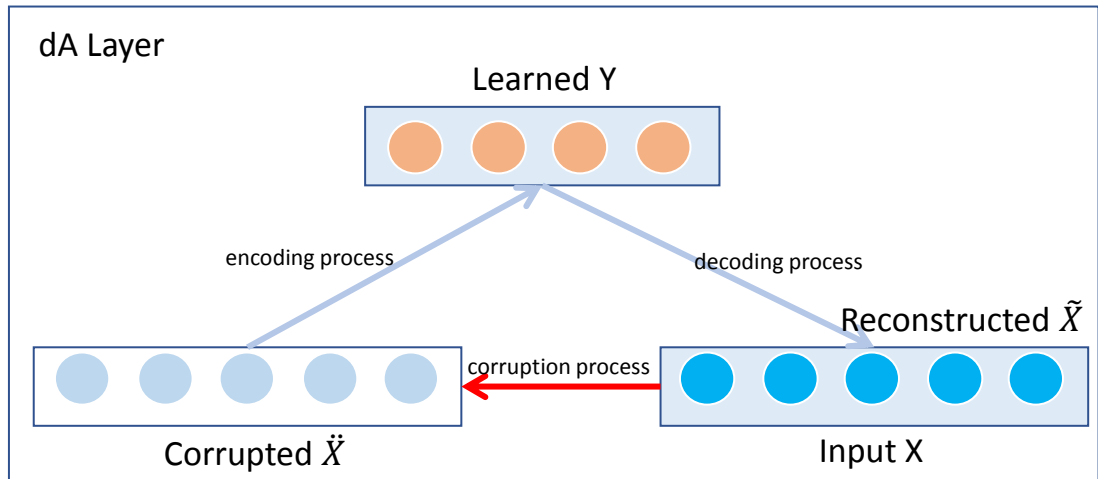 dA Layer
Learned Y
encoding process
decoding process
Reconstructed X̃
corruption process
Corrupted Ẍ
Input X